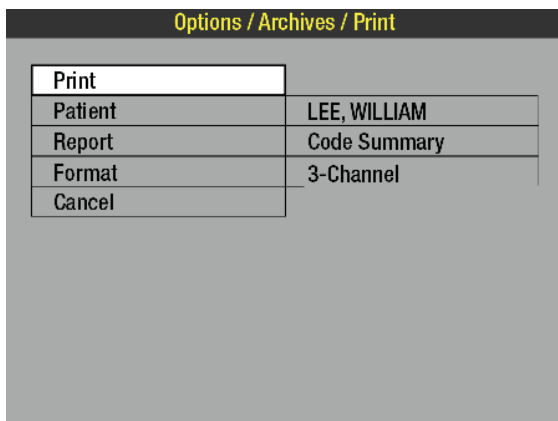 Options / Archives / Print
Print
Patient LEE, WILLIAM
Report Code Summary
Format 3-Channel
Cancel